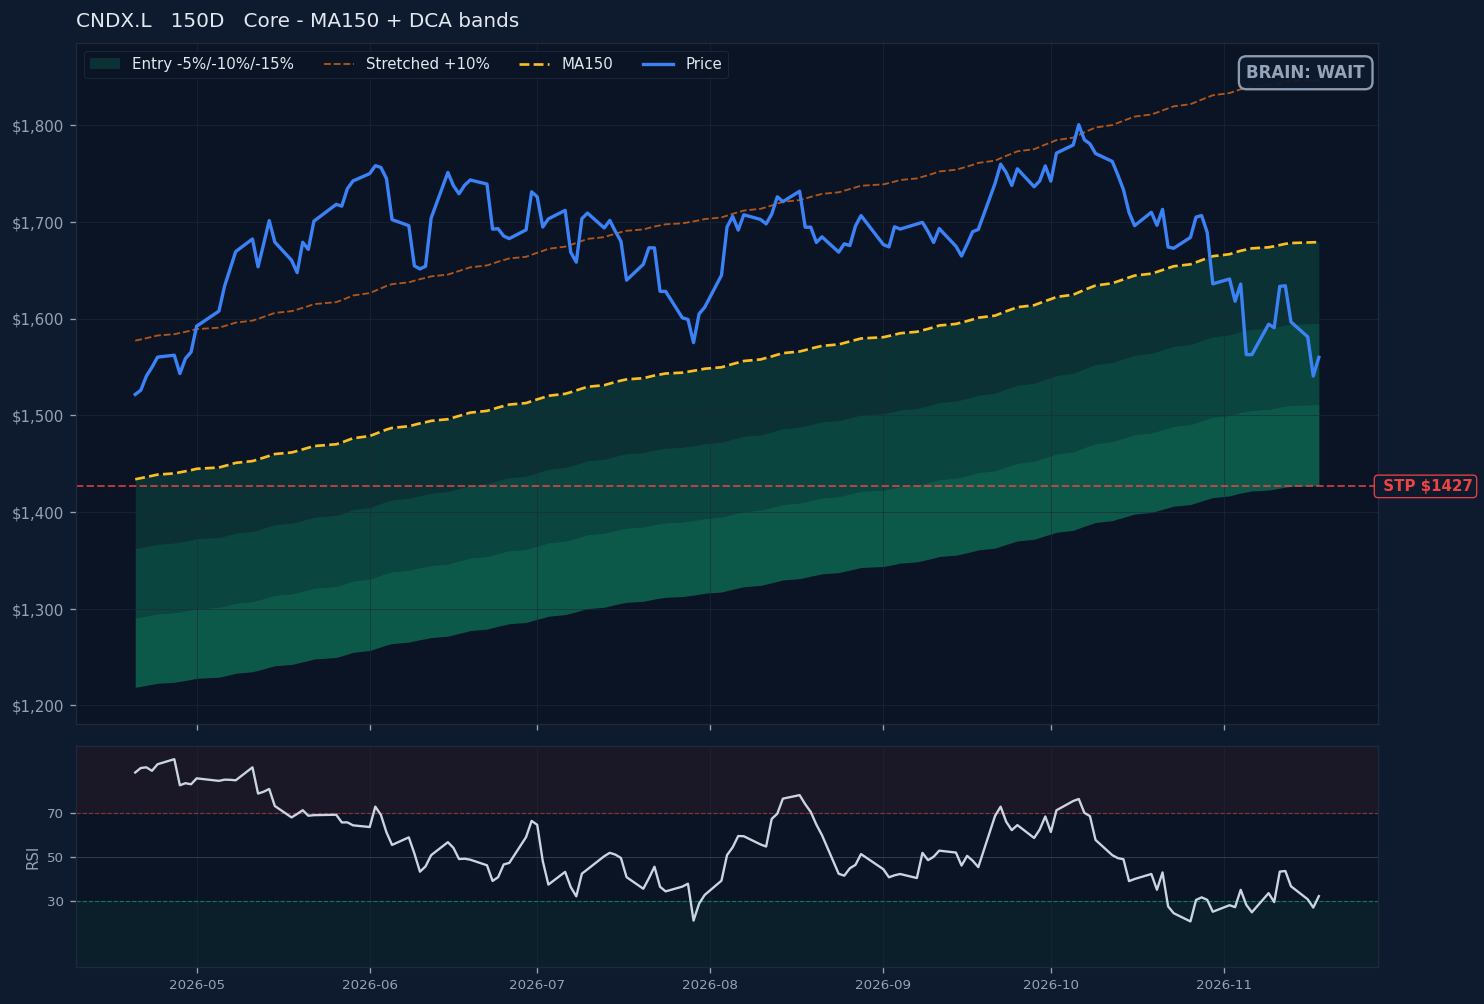 CNDX.L   150D   Core - MA150 + DCA bands
Entry -5%/-10%/-15%
Stretched +10%
MA150
Price
BRAIN: WAIT
$1,800
$1,700
$1,600
$1,500
$1,400
$1,300
$1,200
STP $1427
RSI
70
50
30
2026-05
2026-06
2026-07
2026-08
2026-09
2026-10
2026-11